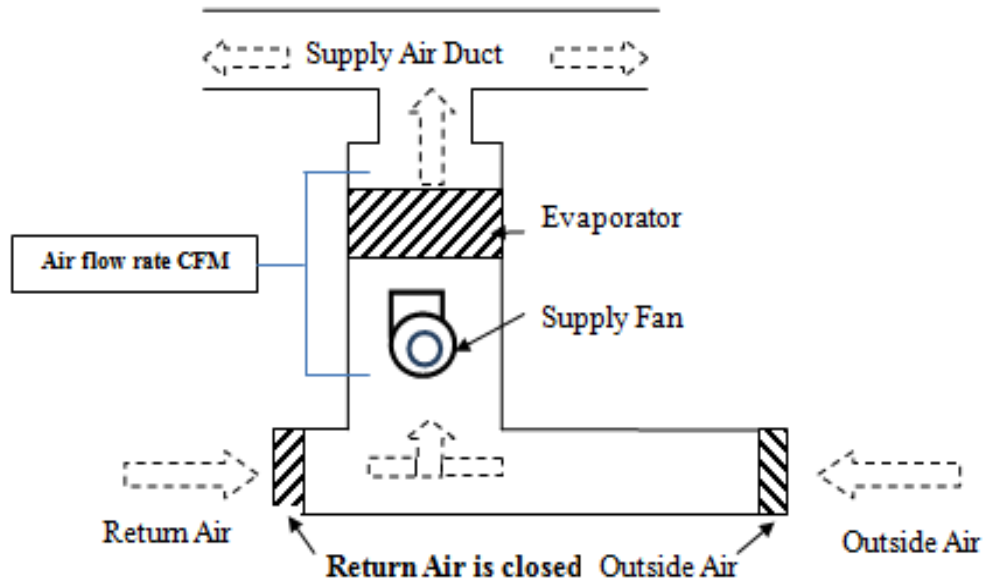 Supply Air Duct
Evaporator
Air flow rate CFM
Supply Fan
Return Air
Outside Air
Return Air is closed
Outside Air